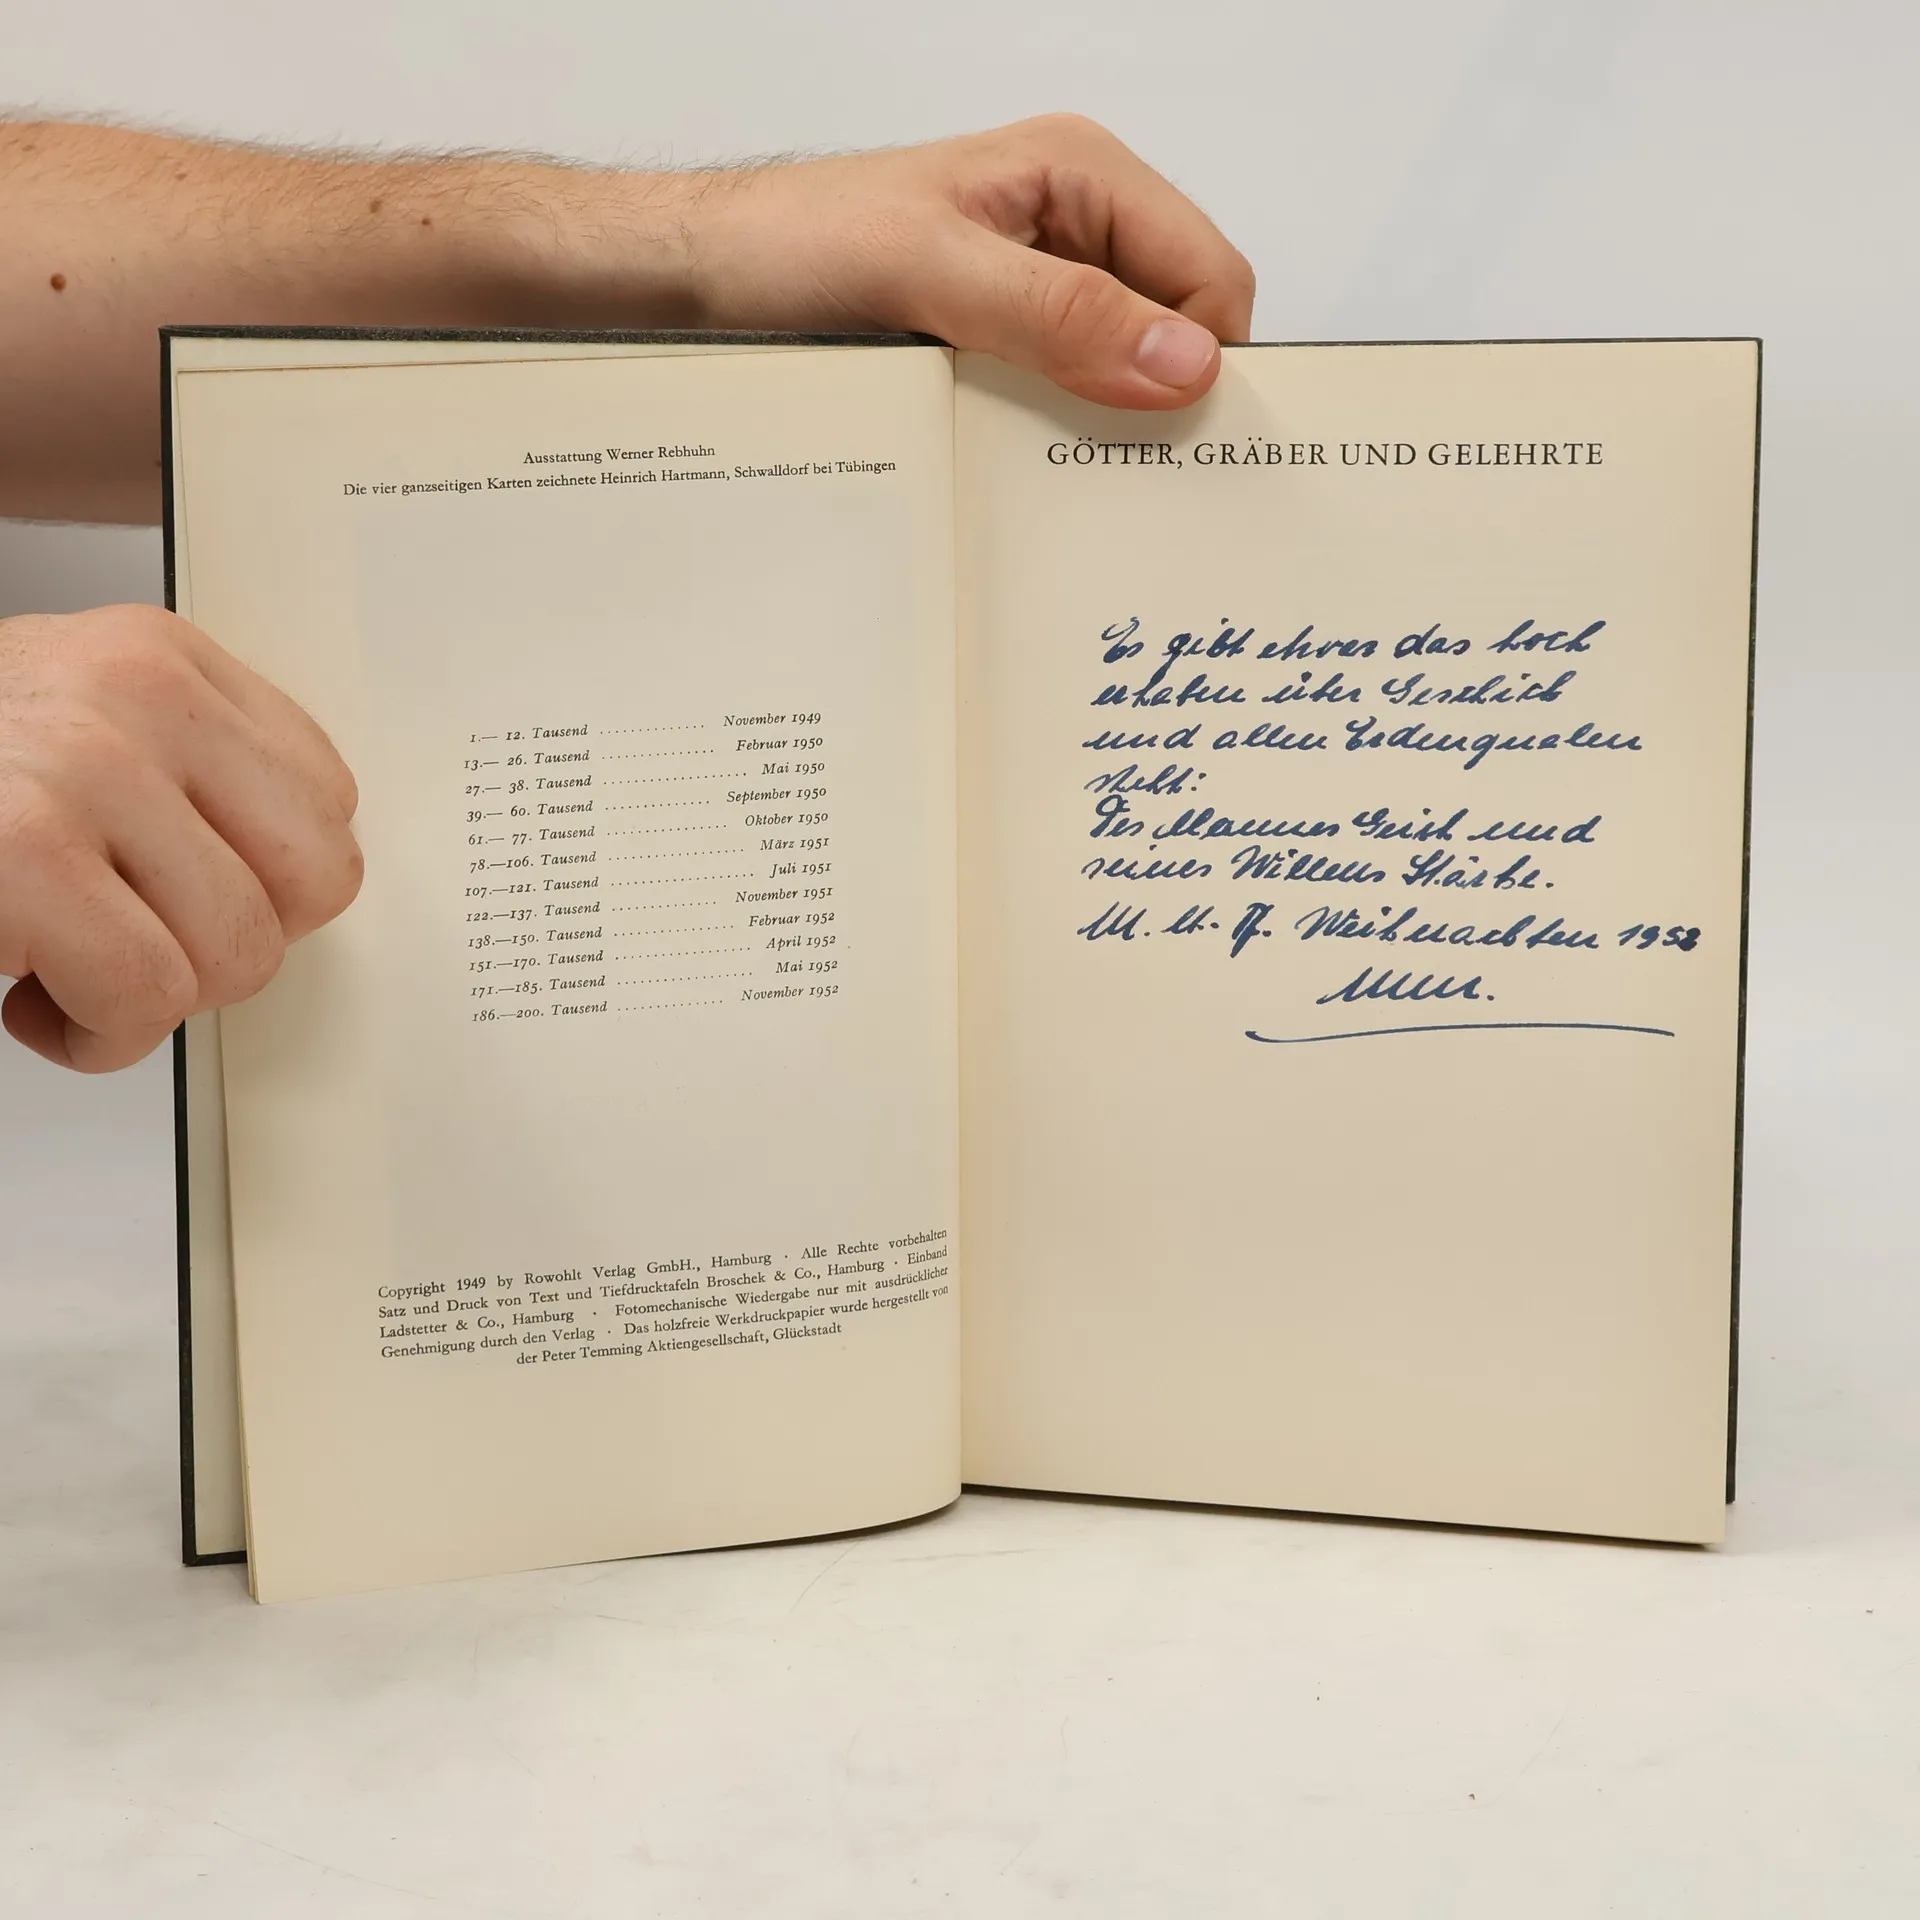 Ausstattung Werner Rebhuhn
Die vier ganzseitigen Karten zeichnete Heinrich Hartmann, Schwalldorf bei Tübingen
1.— 12. Tausend ............. November 1949
13.— 26. Tausend ............. Februar 1950
27.— 38. Tausend ................ Mai 1950
39.— 60. Tausend ............ September 1950
61.— 77. Tausend .............. Oktober 1950
78.—106. Tausend ................ März 1951
107.—121. Tausend ................ Juli 1951
122.—137. Tausend ............ November 1951
138.—150. Tausend ............. Februar 1952
151.—170. Tausend ............... April 1952
171.—185. Tausend ................ Mai 1952
186.—200. Tausend ............ November 1952
Copyright 1949 by Rowohlt Verlag GmbH., Hamburg · Alle Rechte vorbehalten
Satz und Druck von Text und Tiefdrucktafeln Broschek & Co., Hamburg · Einband
Ladstetter & Co., Hamburg · Fotomechanische Wiedergabe nur mit ausdrücklicher
Genehmigung durch den Verlag · Das holzfreie Werkdruckpapier wurde hergestellt von
der Peter Temming Aktiengesellschaft, Glückstadt
GÖTTER, GRÄBER UND GELEHRTE
Es gibt etwas das hoch
erhaben über Geschick
und allen Erdenqualen
steht:
Des Mannes Geist und
seines Willens Stärke.
Weihnachten 1952